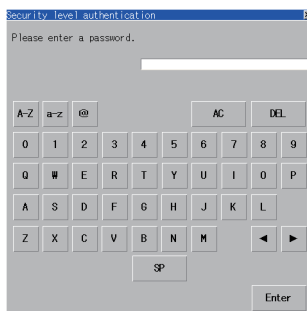 Security level authentication
Please enter a password.
A-Z a-z @ AC DEL
0 1 2 3 4 5 6 7 8 9
Q W E R T Y U I O P
A S D F G H J K L
Z X C V B N M ◄ ►
SP
Enter